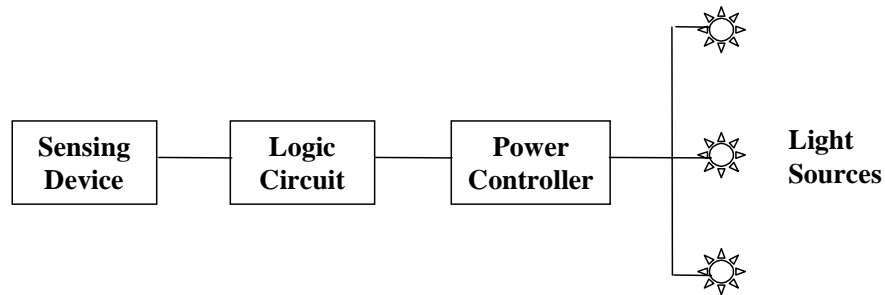 Sensing
Device
Logic
Circuit
Power
Controller
Light
Sources